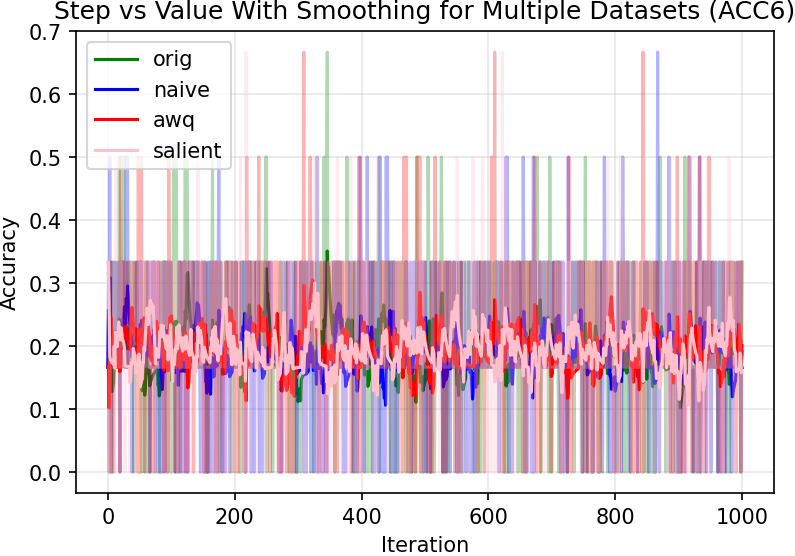 Step vs Value With Smoothing for Multiple Datasets (ACC6)
0.7
0.6
0.5
0.4
0.3
0.2
0.1
0.0
Accuracy
orig
naive
awq
salient
0 200 400 600 800 1000
Iteration